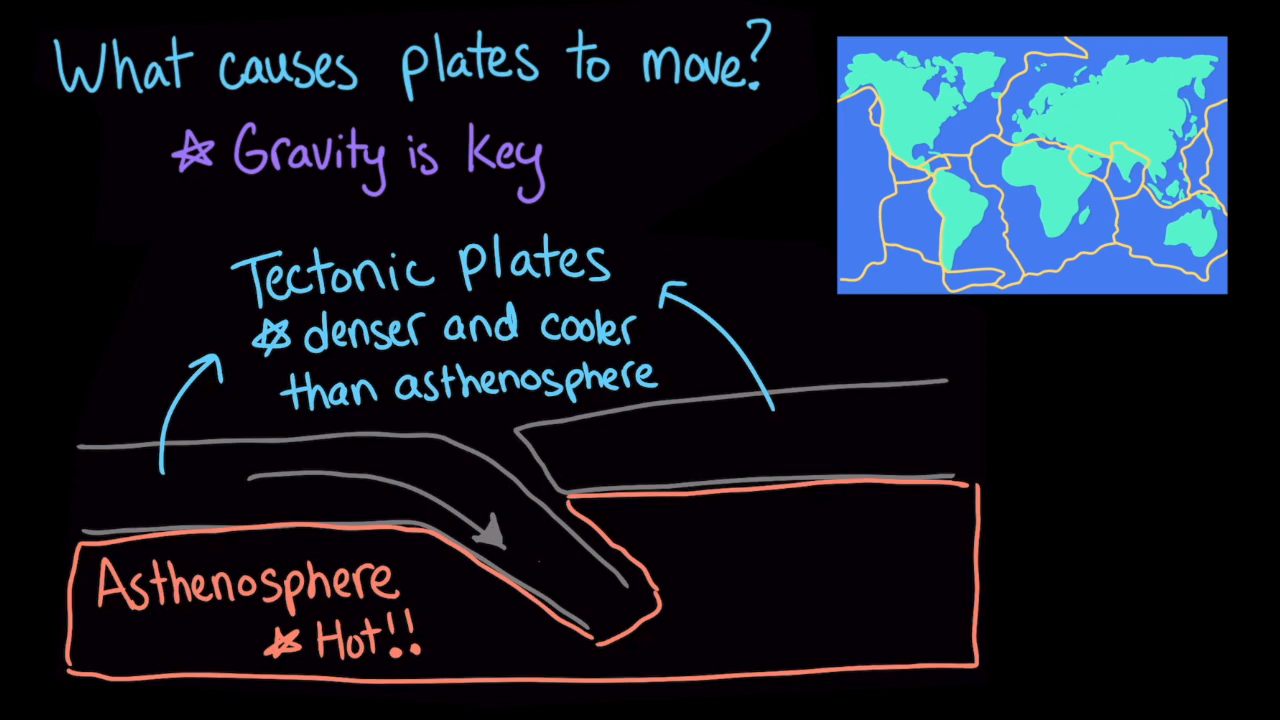 What causes plates to move?
☆ Gravity is key
Tectonic Plates
☆ denser and cooler
than asthenosphere
Asthenosphere
☆ Hot!!